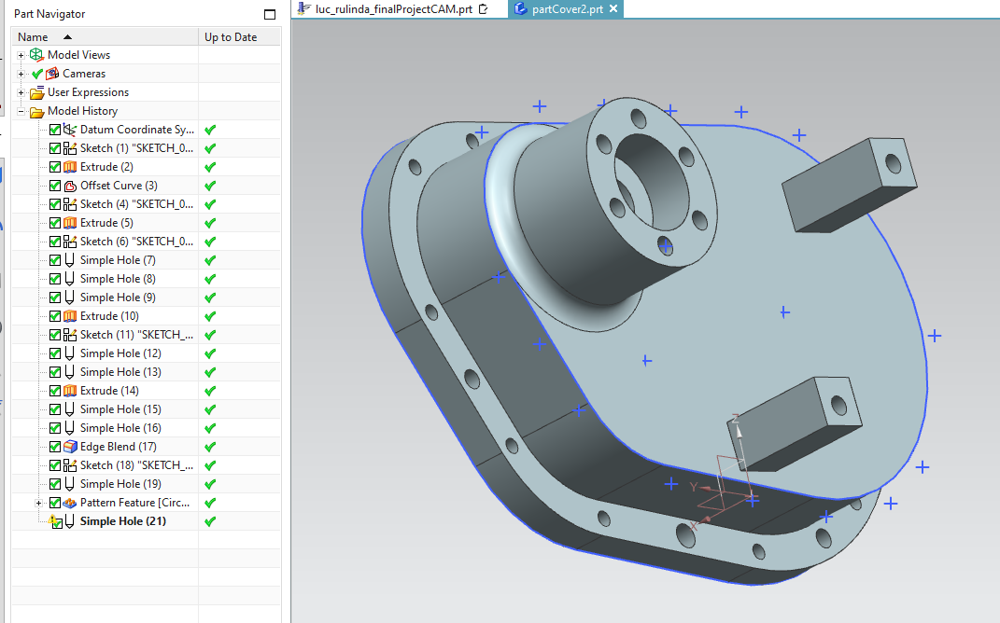 Part Navigator
luc_rulinda_finalProjectCAM.prt
partCover2.prt
Name Up to Date
Model Views
Cameras
User Expressions
Model History
Datum Coordinate Sy...
Sketch (1) "SKETCH_0...
Extrude (2)
Offset Curve (3)
Sketch (4) "SKETCH_0...
Extrude (5)
Sketch (6) "SKETCH_0...
Simple Hole (7)
Simple Hole (8)
Simple Hole (9)
Extrude (10)
Sketch (11) "SKETCH_...
Simple Hole (12)
Simple Hole (13)
Extrude (14)
Simple Hole (15)
Simple Hole (16)
Edge Blend (17)
Sketch (18) "SKETCH_...
Simple Hole (19)
Pattern Feature [Circ...
Simple Hole (21)
Z
Y
X